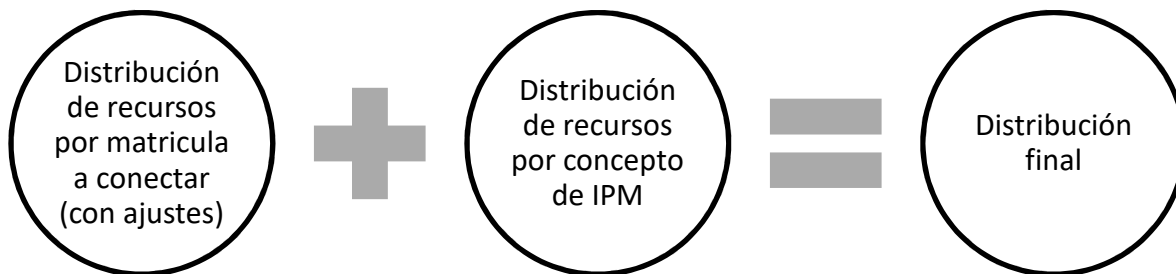 Distribución
de recursos
por matricula
a conectar
(con ajustes)
Distribución
de recursos
por concepto
de IPM
Distribución
final